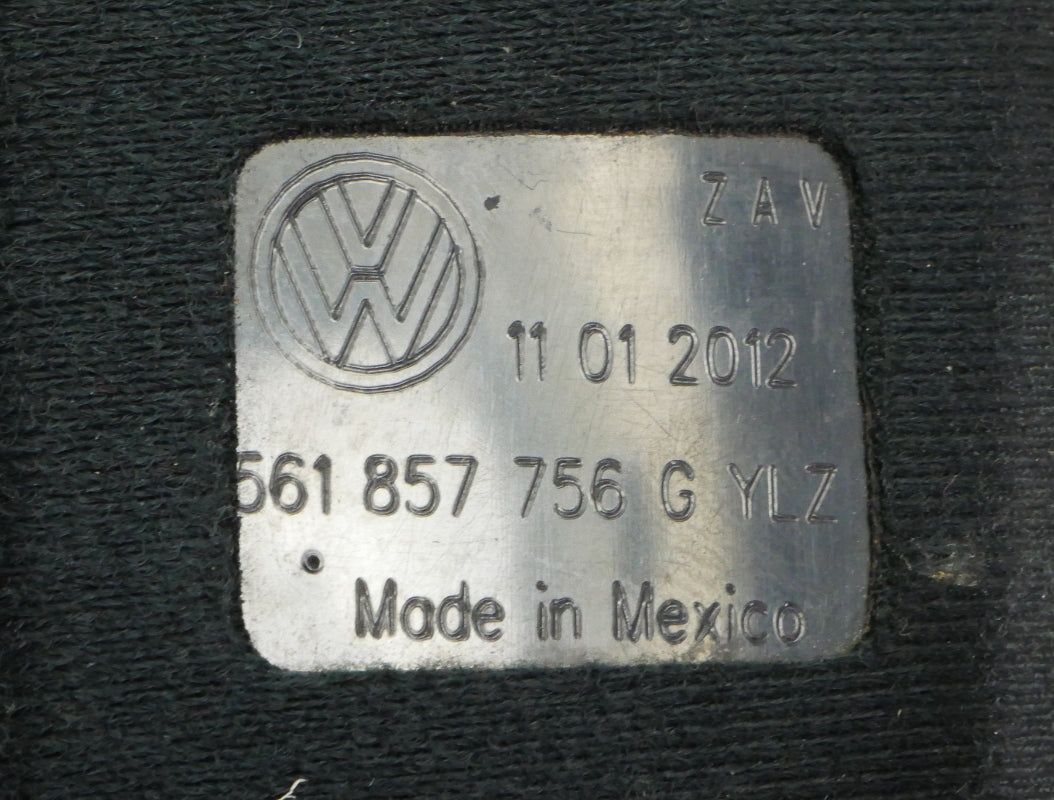 ZAV
11 01 2012
561 857 756 G YLZ
Made in Mexico